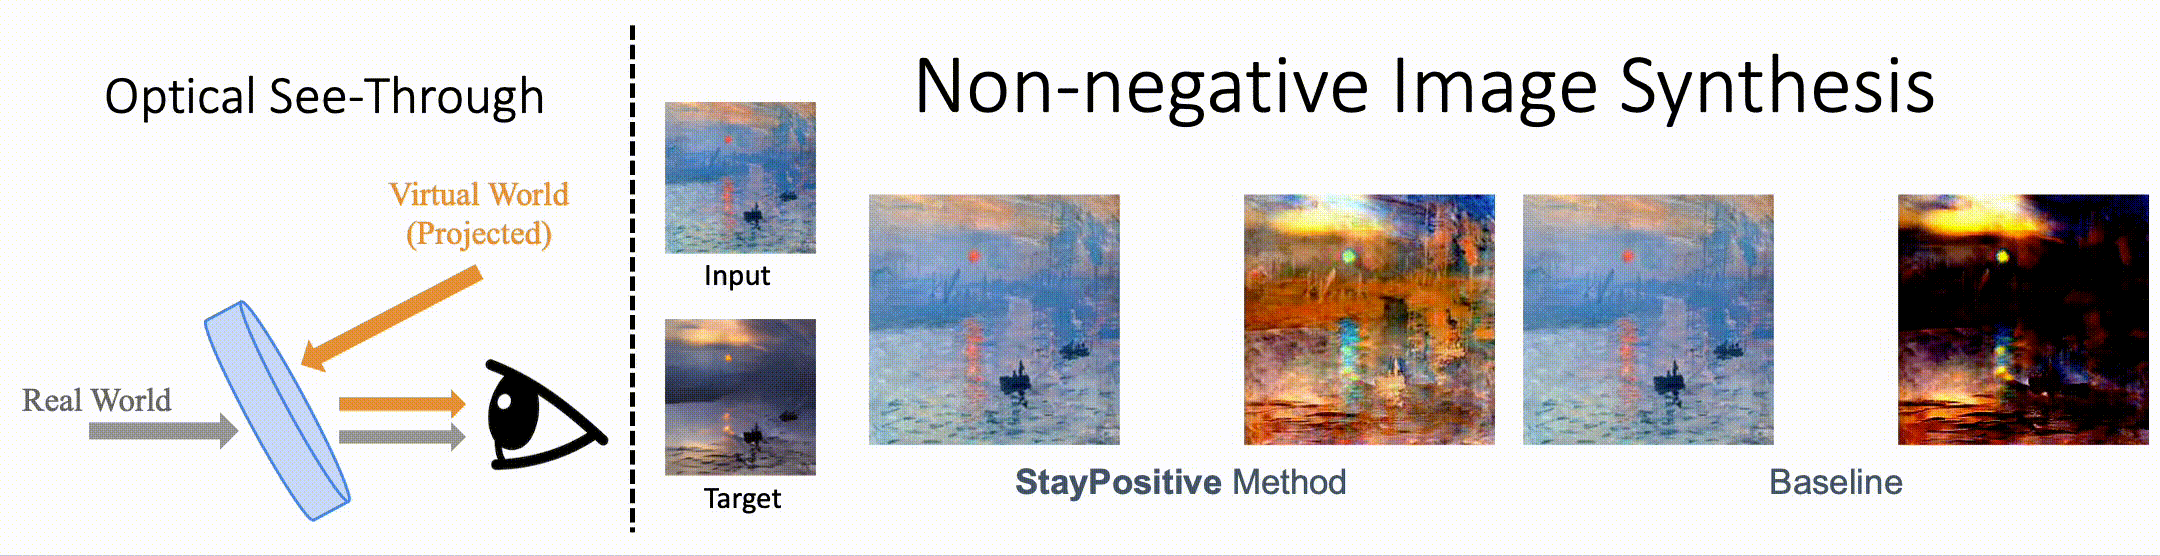 Optical See-Through
Virtual World
(Projected)
Real World
Input
Target
Non-negative Image Synthesis
StayPositive Method
Baseline